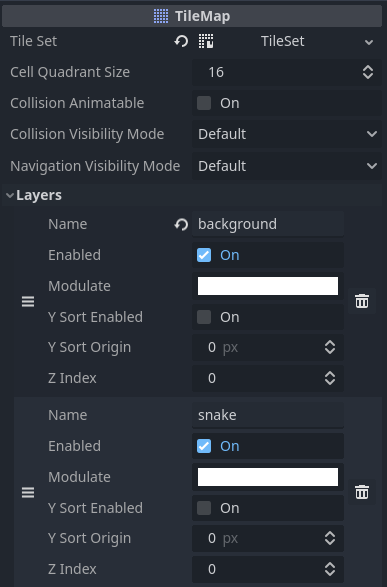 TileMap
Tile Set TileSet
Cell Quadrant Size 16
Collision Animatable On
Collision Visibility Mode Default
Navigation Visibility Mode Default
Layers
Name background
Enabled On
Modulate
Y Sort Enabled On
Y Sort Origin 0 px
Z Index 0
Name snake
Enabled On
Modulate
Y Sort Enabled On
Y Sort Origin 0 px
Z Index 0